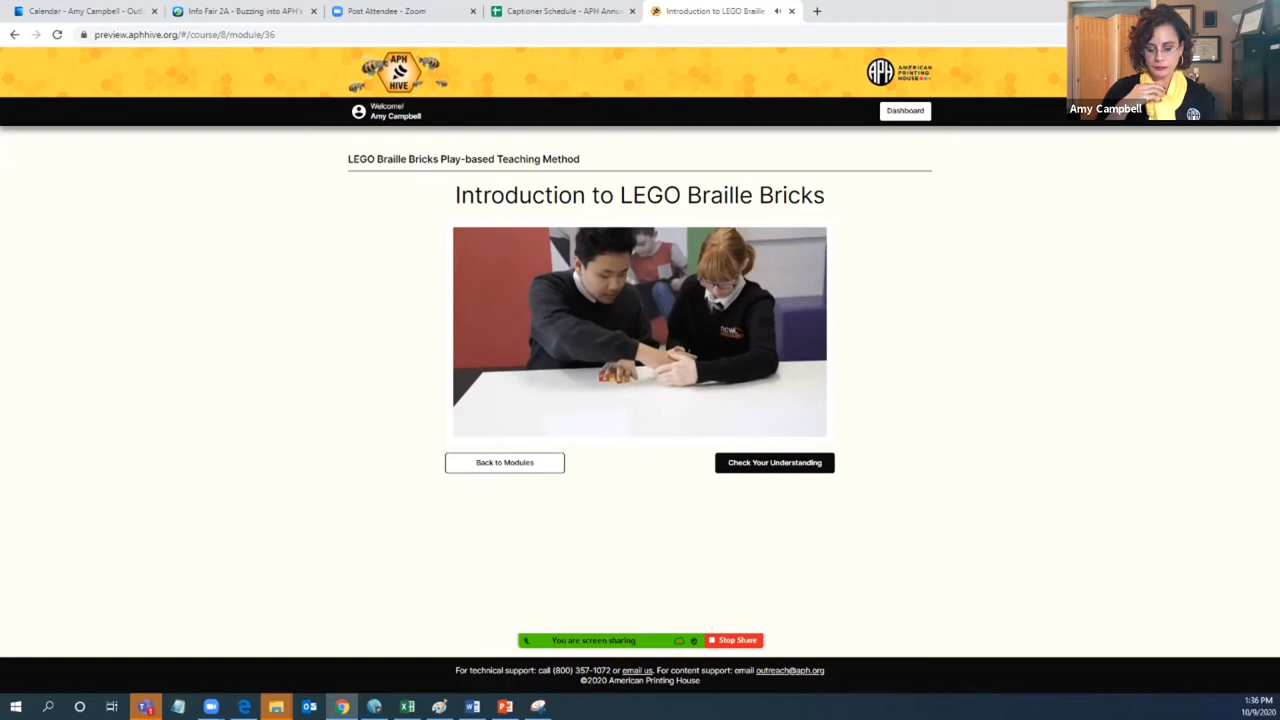 Calendar - Amy Campbell - Outl
Info Fair 2A - Buzzing into APH's
Post Attendee - Zoom
Captioner Schedule - APH Annu
Introduction to LEGO Braille
preview.aphhive.org/#/course/8/module/36
APH
HIVE
APH
AMERICAN
PRINTING
HOUSE
Amy Campbell
Welcome!
Amy Campbell
Dashboard
LEGO Braille Bricks Play-based Teaching Method
Introduction to LEGO Braille Bricks
Back to Modules
Check Your Understanding
You are screen sharing
Stop Share
For technical support: call (800) 357-1072 or email us. For content support: email outreach@aph.org
©2020 American Printing House
1:36 PM
10/9/2020